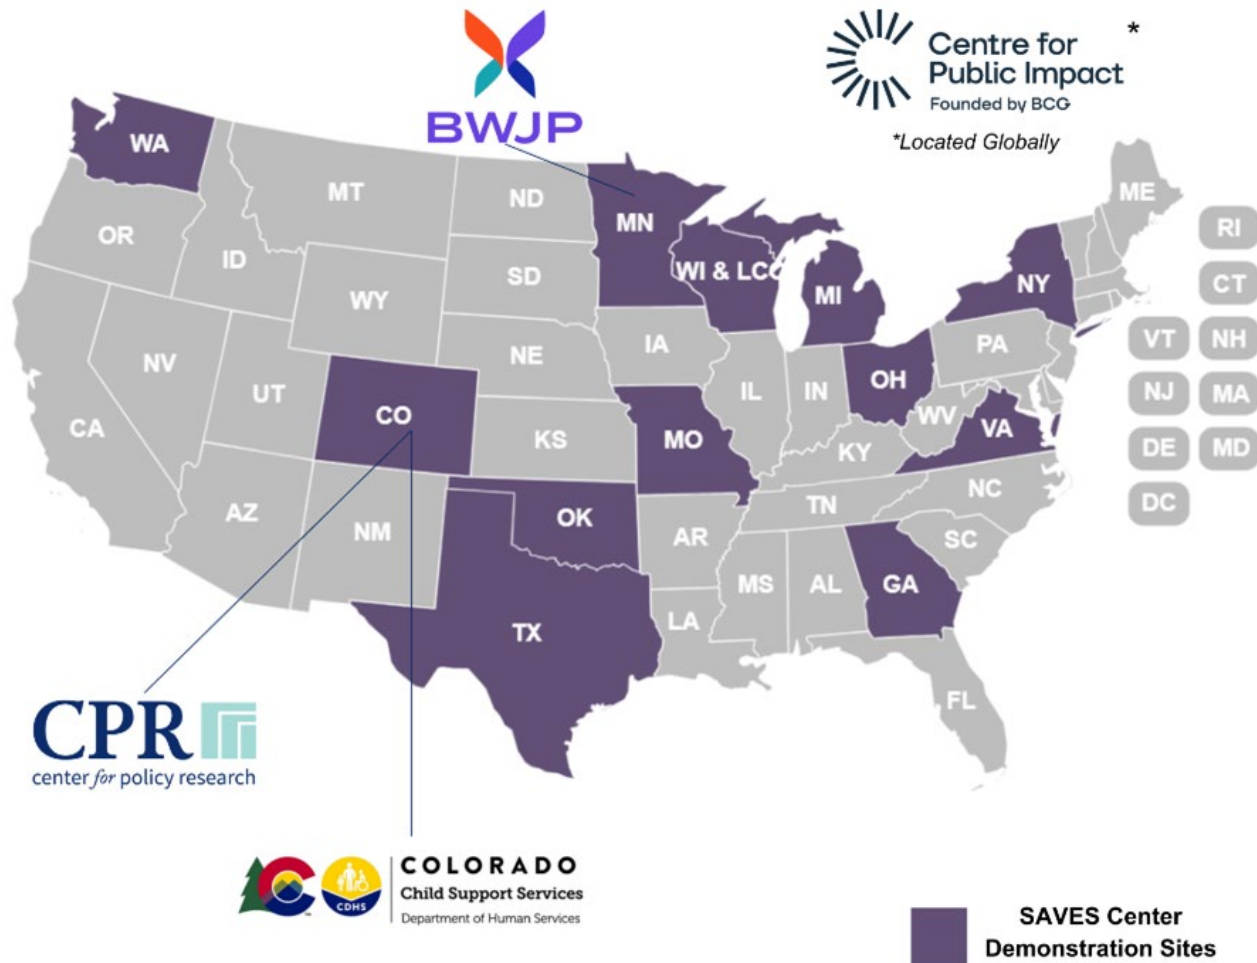 BWJP
Centre for
Public Impact
Founded by BCG
*
*Located Globally
WA
MT
ND
MN
ME
OR
ID
SD
WI & LCO
MI
NY
RI
WY
CT
NV
NE
IA
PA
VT
NH
UT
CO
IL
IN
OH
WV
NJ
MA
CA
KS
MO
KY
VA
DE
MD
AZ
NM
OK
AR
TN
NC
DC
SC
MS
AL
GA
TX
LA
FL
CPR
center for policy research
CDHS
COLORADO
Child Support Services
Department of Human Services
SAVES Center
Demonstration Sites